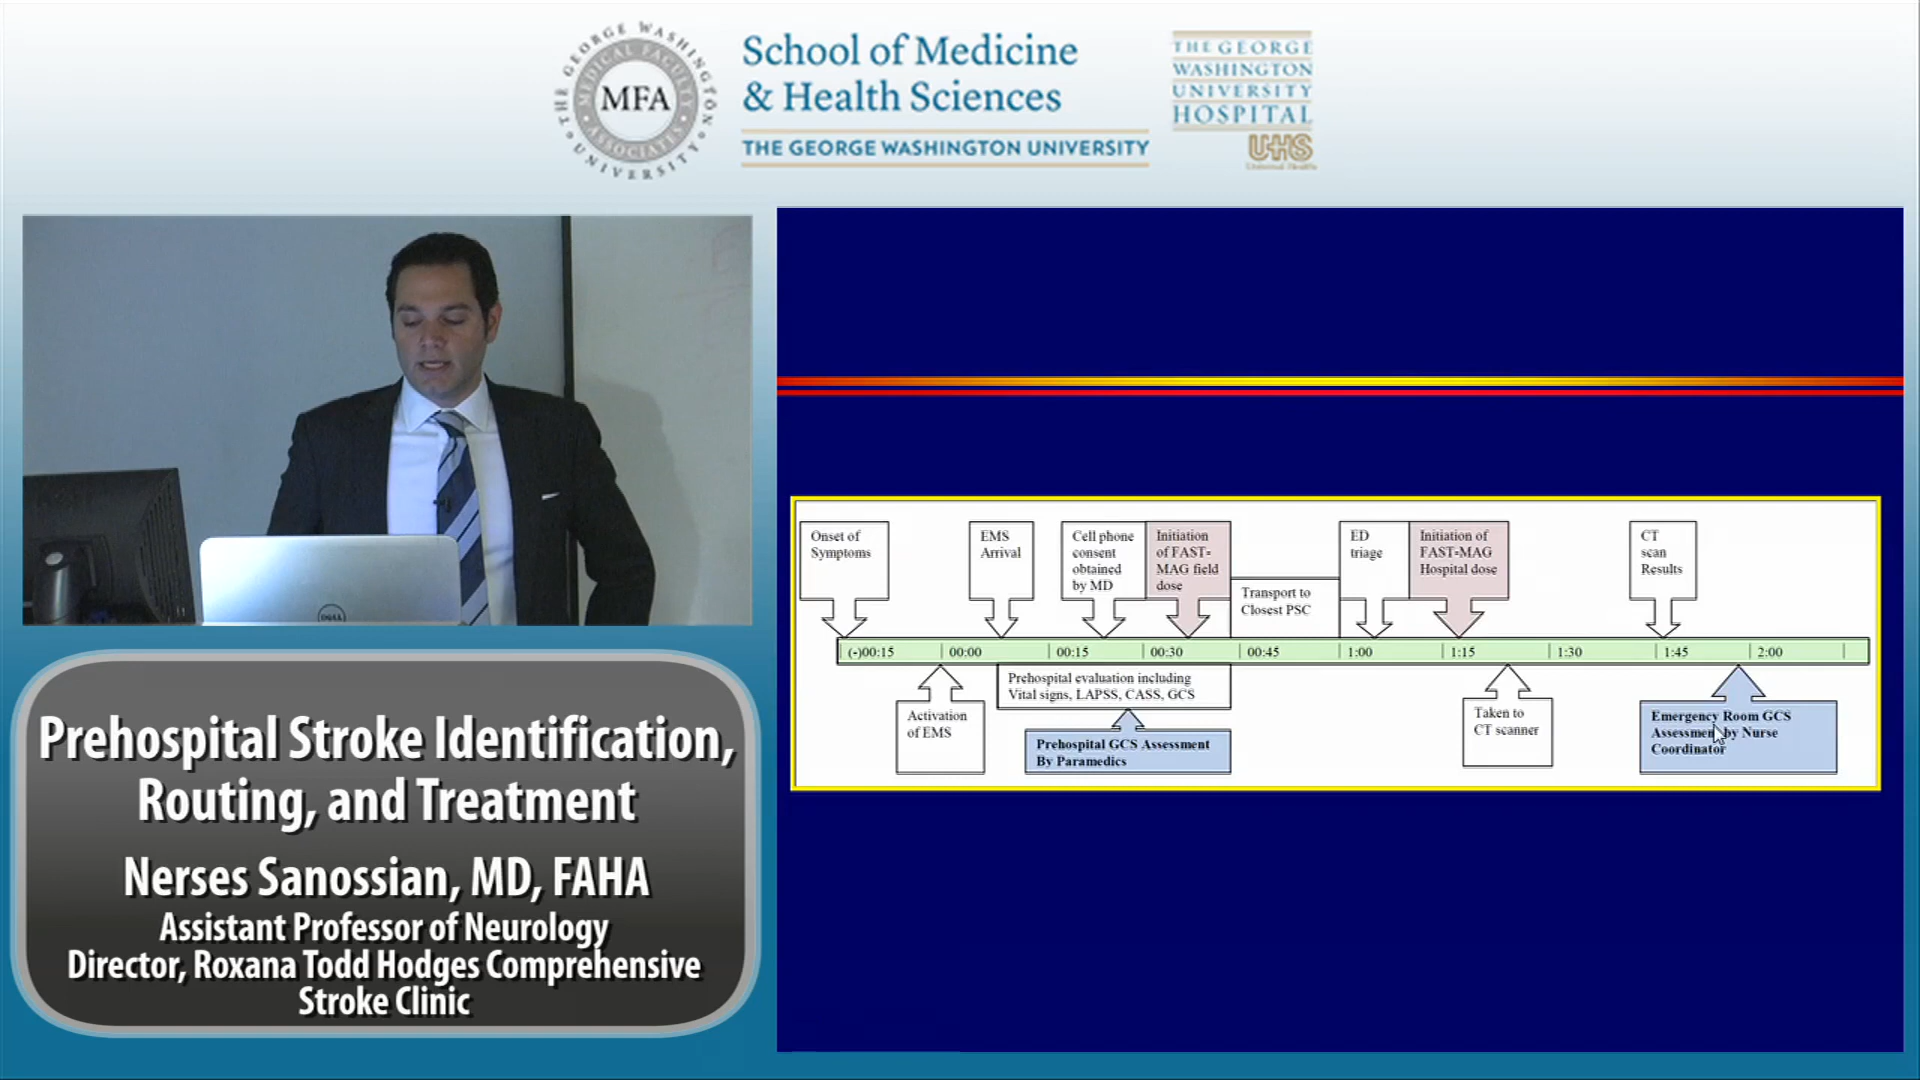 THE GEORGE WASHINGTON UNIVERSITY
MEDICAL FACULTY ASSOCIATES
MFA
School of Medicine
& Health Sciences
THE GEORGE WASHINGTON UNIVERSITY
THE GEORGE
WASHINGTON
UNIVERSITY
HOSPITAL
UHS
Universal Health
DELL
Prehospital Stroke Identification,
Routing, and Treatment
Nerses Sanossian, MD, FAHA
Assistant Professor of Neurology
Director, Roxana Todd Hodges Comprehensive
Stroke Clinic
Onset of
Symptoms
EMS
Arrival
Cell phone
consent
obtained
by MD
Initiation
of FAST-
MAG field
dose
Transport to
Closest PSC
ED
triage
Initiation of
FAST-MAG
Hospital dose
CT
scan
Results
(-)00:15 00:00 00:15 00:30 00:45 1:00 1:15 1:30 1:45 2:00
Activation
of EMS
Prehospital evaluation including
Vital signs, LAPSS, CASS, GCS
Prehospital GCS Assessment
By Paramedics
Taken to
CT scanner
Emergency Room GCS
Assessment by Nurse
Coordinator